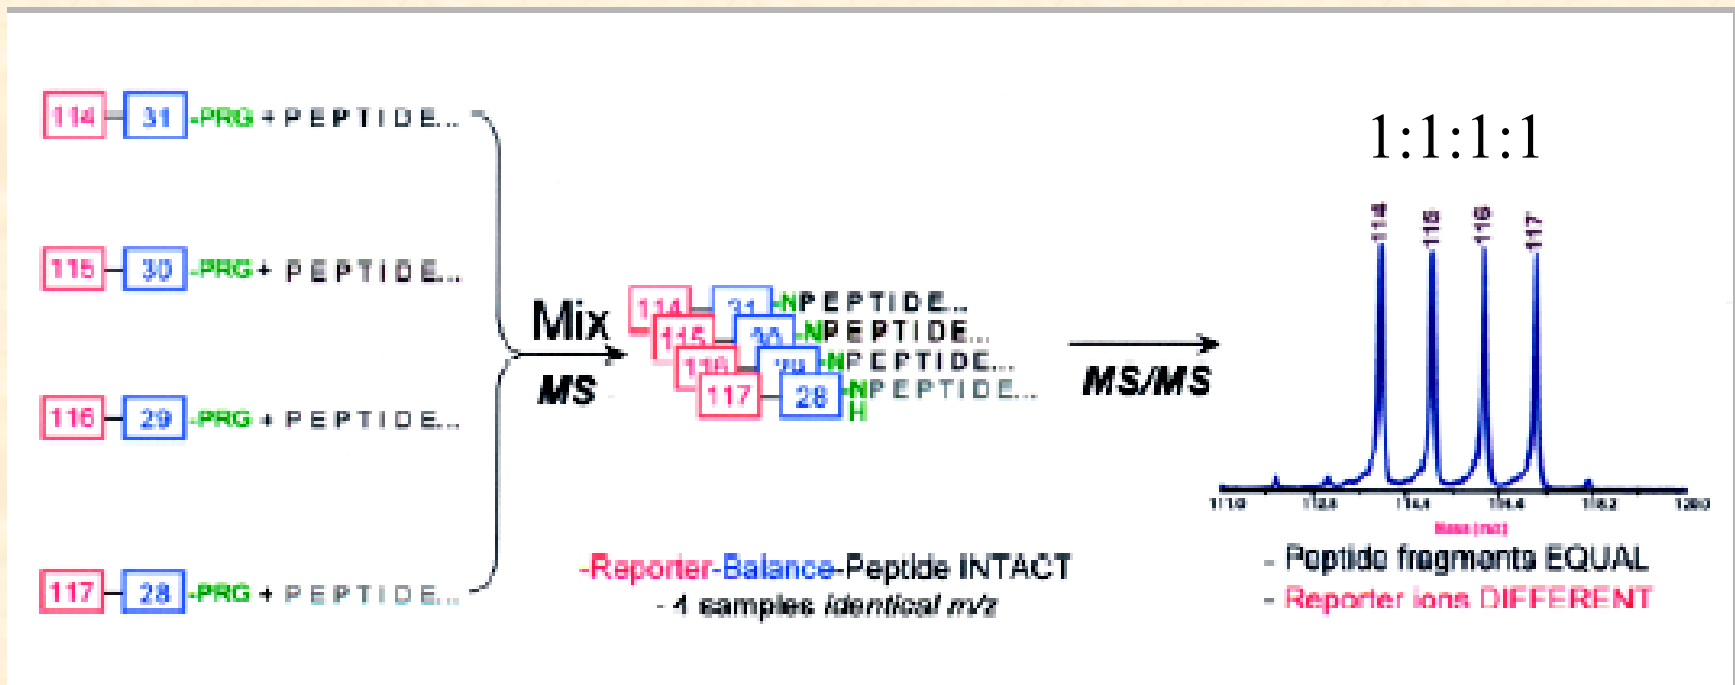 114 31 -PRG + PEPTIDE...
115 30 -PRG + PEPTIDE...
116 29 -PRG + PEPTIDE...
117 28 -PRG + PEPTIDE...
Mix
MS
114 31 -NPEPTIDE...
115 30 -NPEPTIDE...
116 29 -NPEPTIDE...
117 28 -NPEPTIDE...
H
-Reporter-Balance-Peptide INTACT
- 4 samples identical m/z
MS/MS
1:1:1:1
114 115 116 117
Mass (m/z)
- Peptide fragments EQUAL
- Reporter ions DIFFERENT